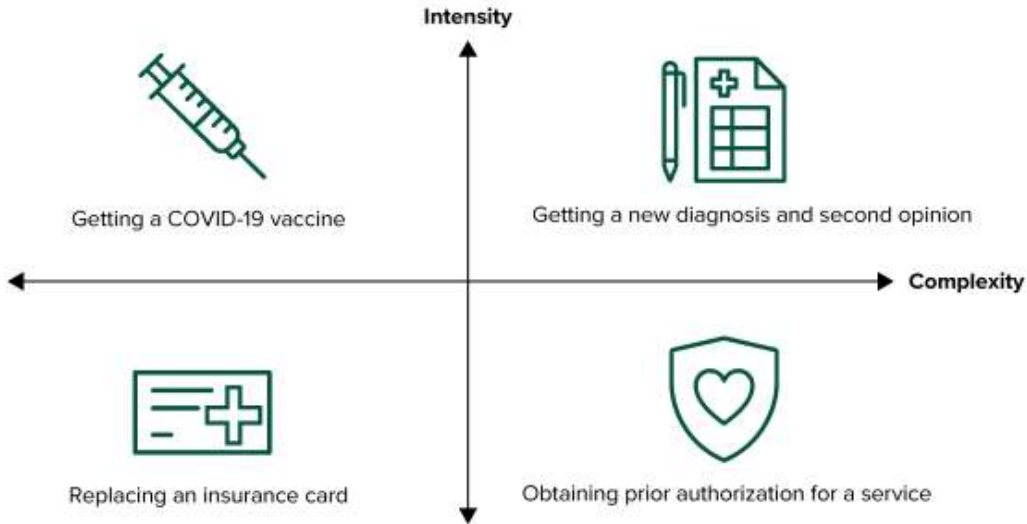 Intensity
Getting a COVID-19 vaccine
Getting a new diagnosis and second opinion
Complexity
Replacing an insurance card
Obtaining prior authorization for a service